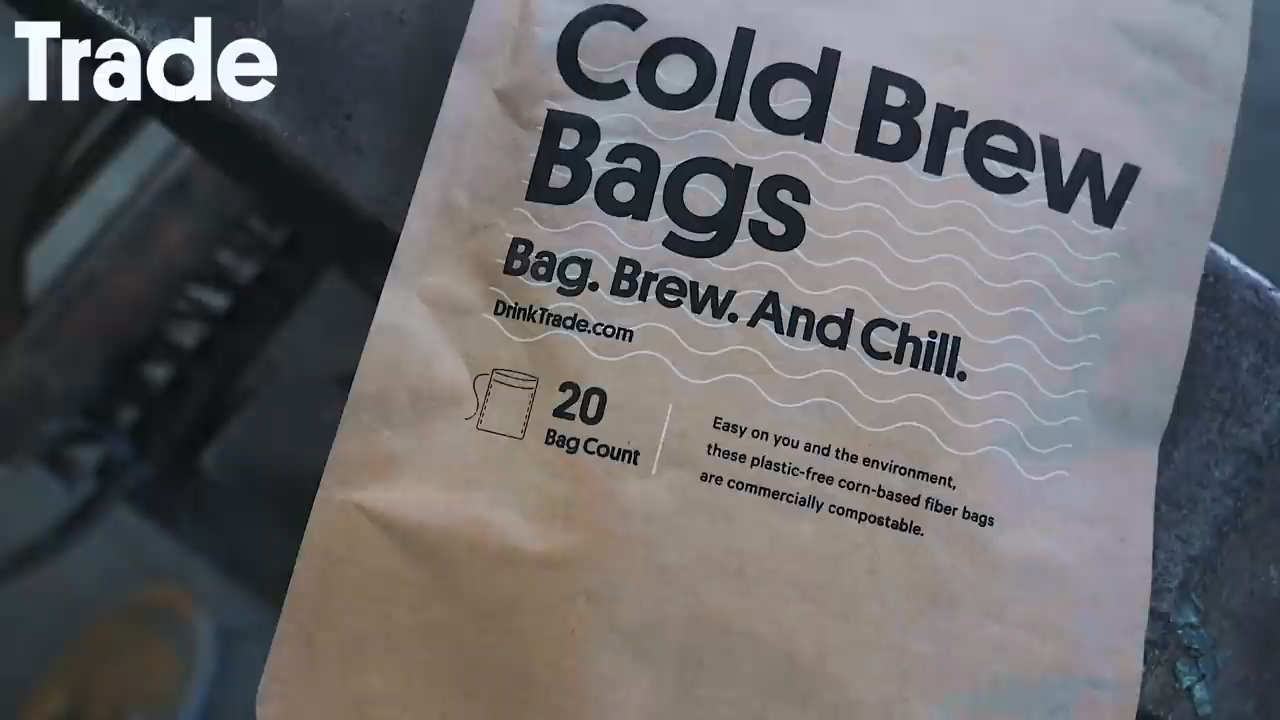 Trade
Cold Brew
Bags
Bag. Brew. And Chill.
DrinkTrade.com
20
Bag Count
Easy on you and the environment,
these plastic-free corn-based fiber bags
are commercially compostable.